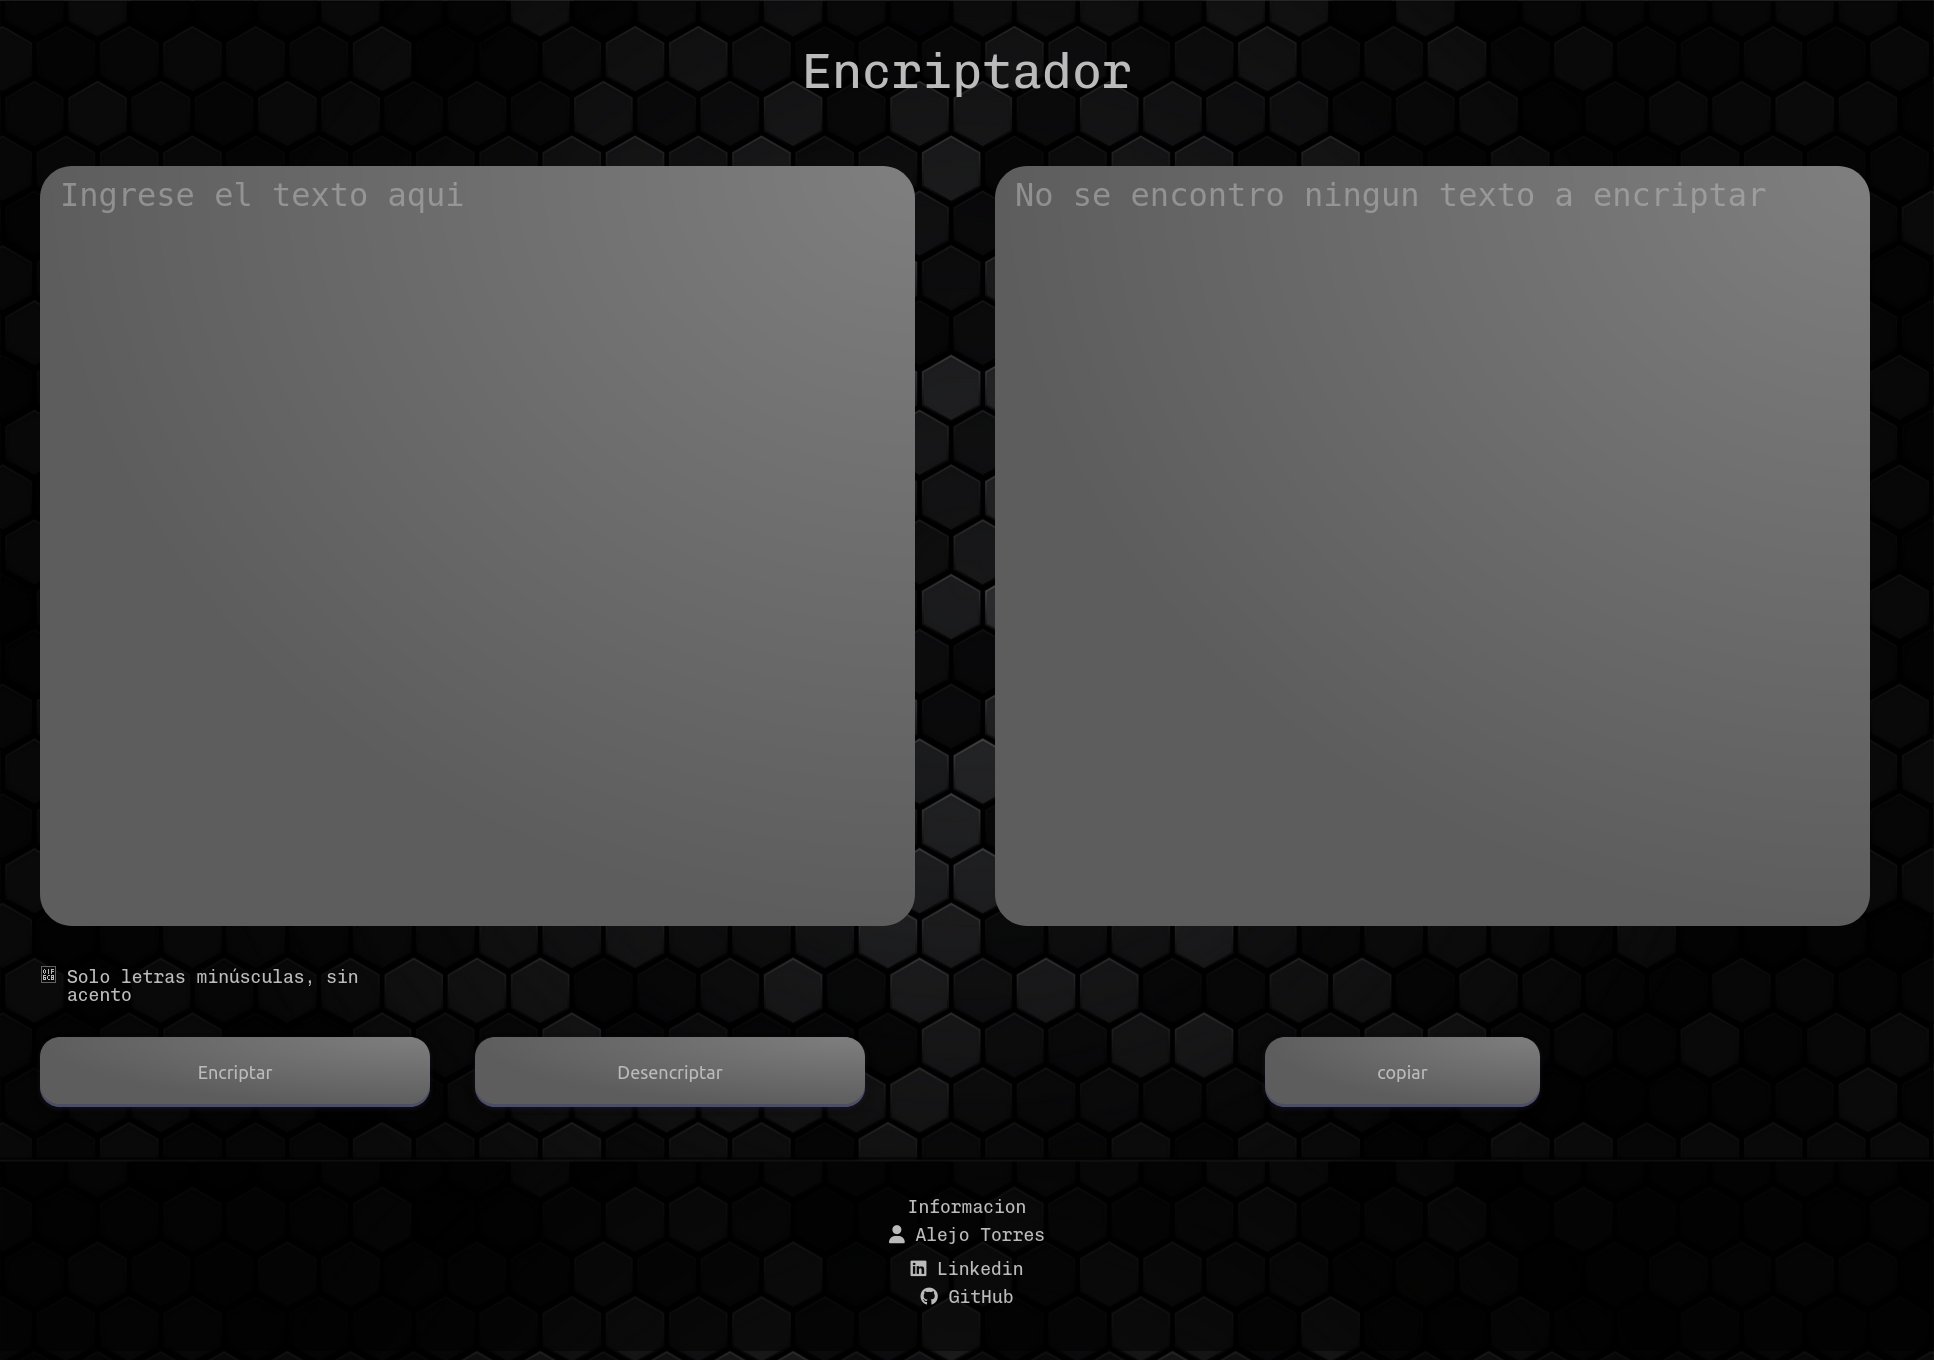 Encriptador
Ingrese el texto aqui
No se encontro ningun texto a encriptar
Solo letras minúsculas, sin
acento
Encriptar
Desencriptar
copiar
Informacion
Alejo Torres
Linkedin
GitHub